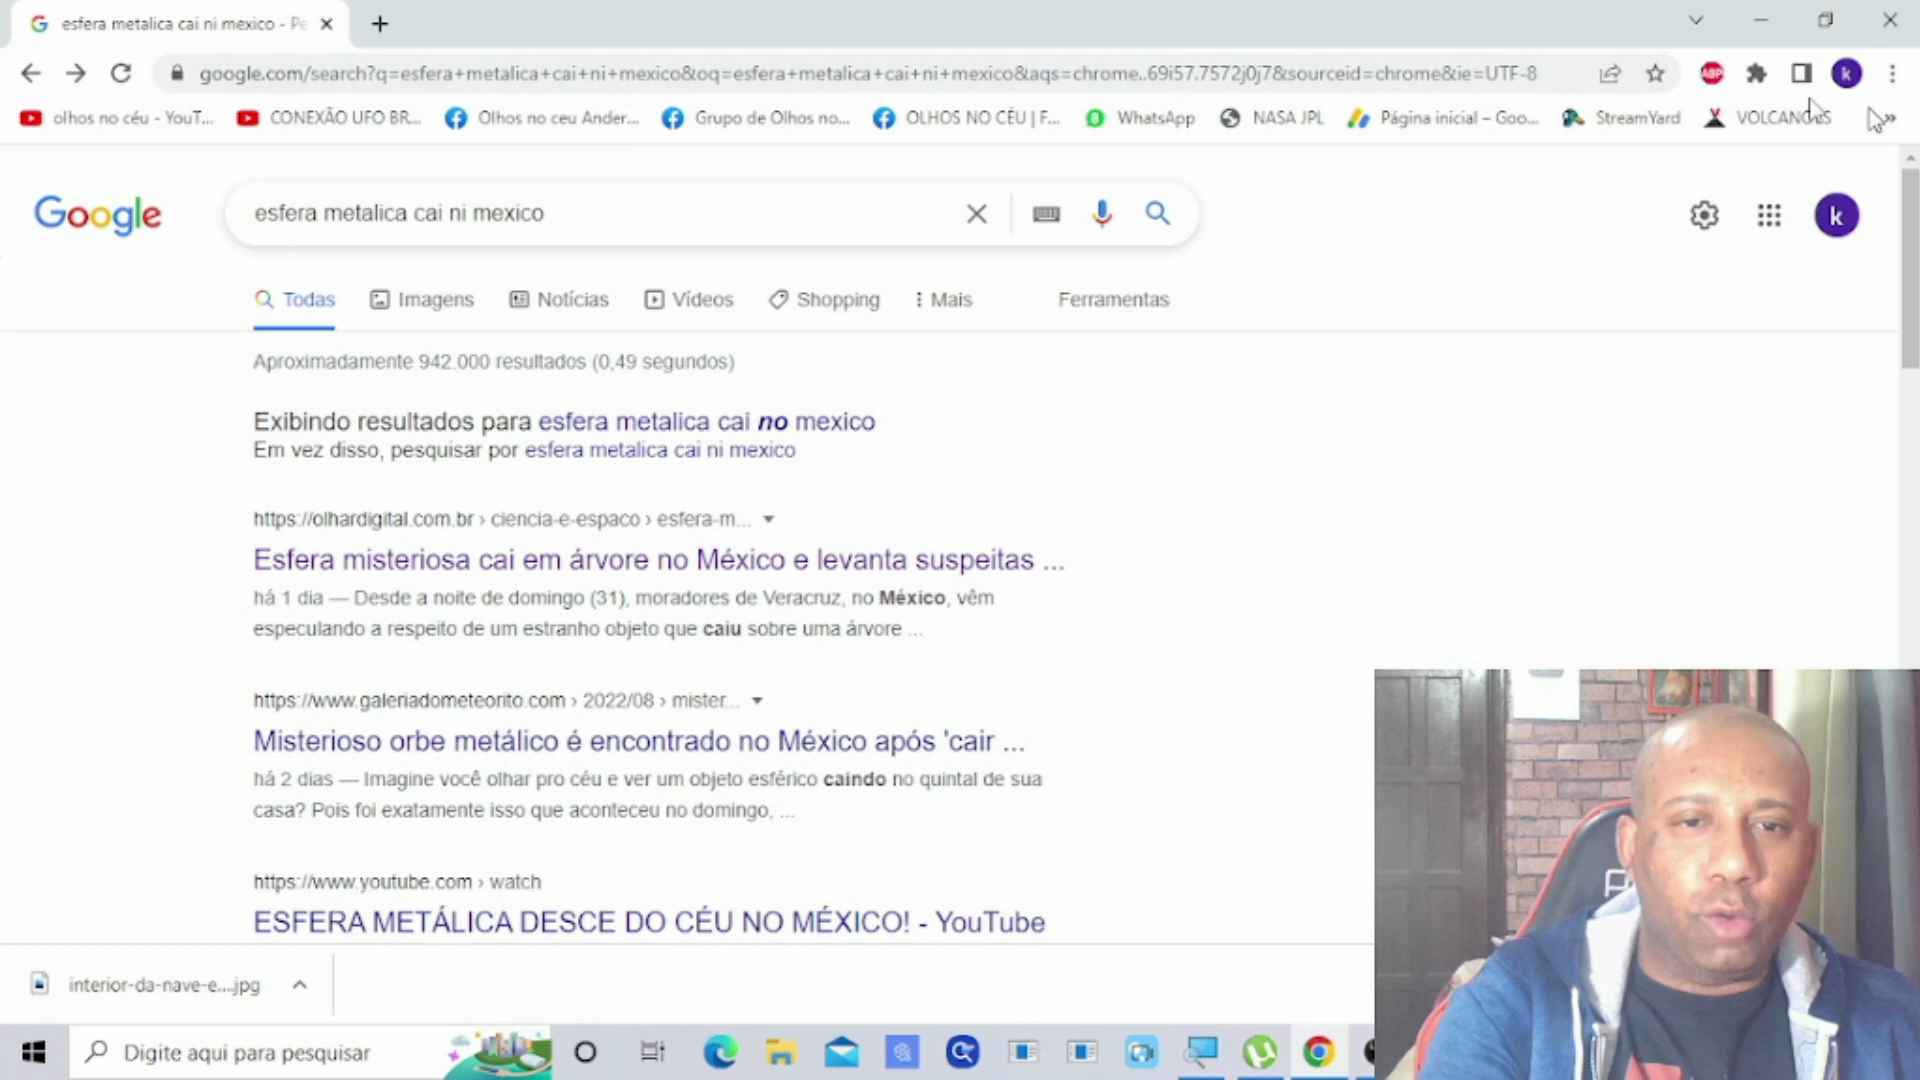 esfera metalica cai ni mexico - Pe
google.com/search?q=esfera+metalica+cai+ni+mexico&oq=esfera+metalica+cai+ni+mexico&aqs=chrome..69i57.7572j0j7&sourceid=chrome&ie=UTF-8
ABP
k
olhos no céu - YouT... CONEXÃO UFO BR... Olhos no ceu Ander... Grupo de Olhos no... OLHOS NO CÉU | F... WhatsApp NASA JPL Página inicial – Goo... StreamYard
Google
esfera metalica cai ni mexico
k
Todas Imagens Notícias Vídeos Shopping Mais Ferramentas
Aproximadamente 942.000 resultados (0,49 segundos)
Exibindo resultados para esfera metalica cai no mexico
Em vez disso, pesquisar por esfera metalica cai ni mexico
https://olhardigital.com.br › ciencia-e-espaco › esfera-m...
Esfera misteriosa cai em árvore no México e levanta suspeitas ...
há 1 dia — Desde a noite de domingo (31), moradores de Veracruz, no México, vêm
especulando a respeito de um estranho objeto que caiu sobre uma árvore ...
https://www.galeriadometeorito.com › 2022/08 › mister...
Misterioso orbe metálico é encontrado no México após 'cair ...
há 2 dias — Imagine você olhar pro céu e ver um objeto esférico caindo no quintal de sua
casa? Pois foi exatamente isso que aconteceu no domingo, ...
https://www.youtube.com › watch
ESFERA METÁLICA DESCE DO CÉU NO MÉXICO! - YouTube
interior-da-nave-e....jpg
Digite aqui para pesquisar